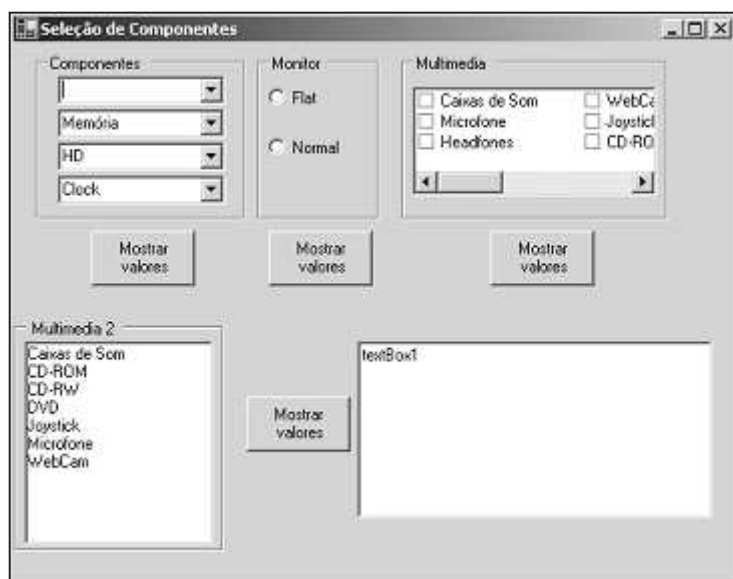 Seleção de Componentes
Componentes
Monitor
Multimedia
Memória
HD
Clock
Flat
Normal
Caixas de Som
Microfone
Headfones
WebCa
Joystick
CD-RO
Mostrar
valores
Mostrar
valores
Mostrar
valores
Multimedia 2
Caixas de Som
CD-ROM
CD-RW
DVD
Joystick
Microfone
WebCam
Mostrar
valores
textBox1